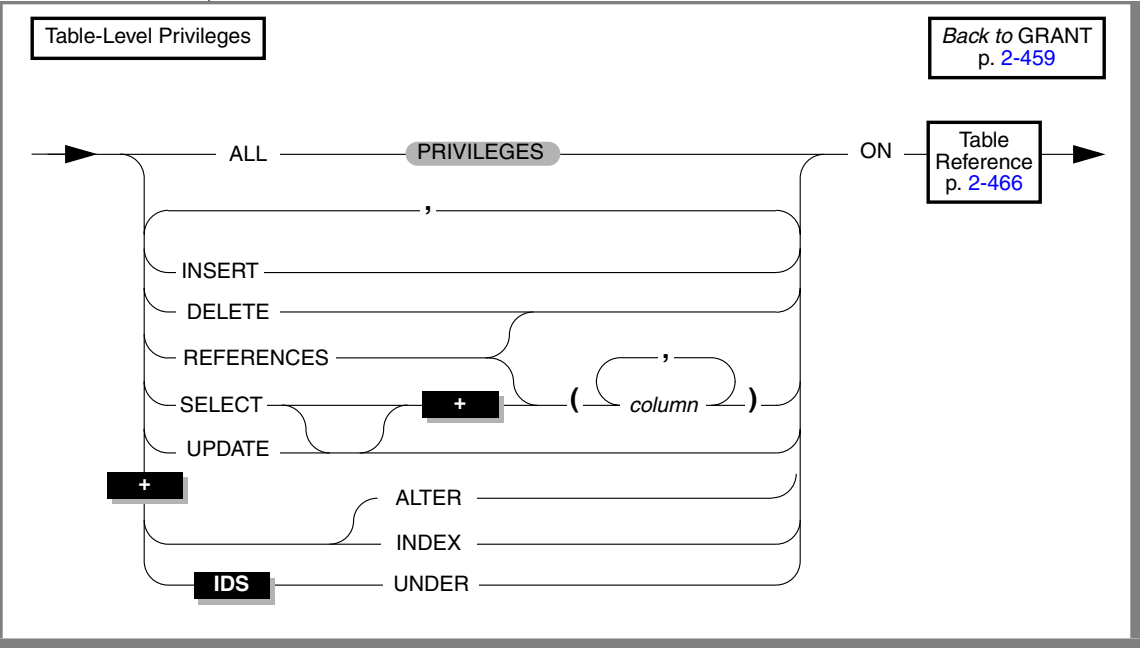 Table-Level Privileges
Back to GRANT
p. 2-459
ALL
PRIVILEGES
ON
Table
Reference
p. 2-466
,
INSERT
DELETE
REFERENCES
,
SELECT
+
( column )
UPDATE
+
ALTER
INDEX
IDS
UNDER